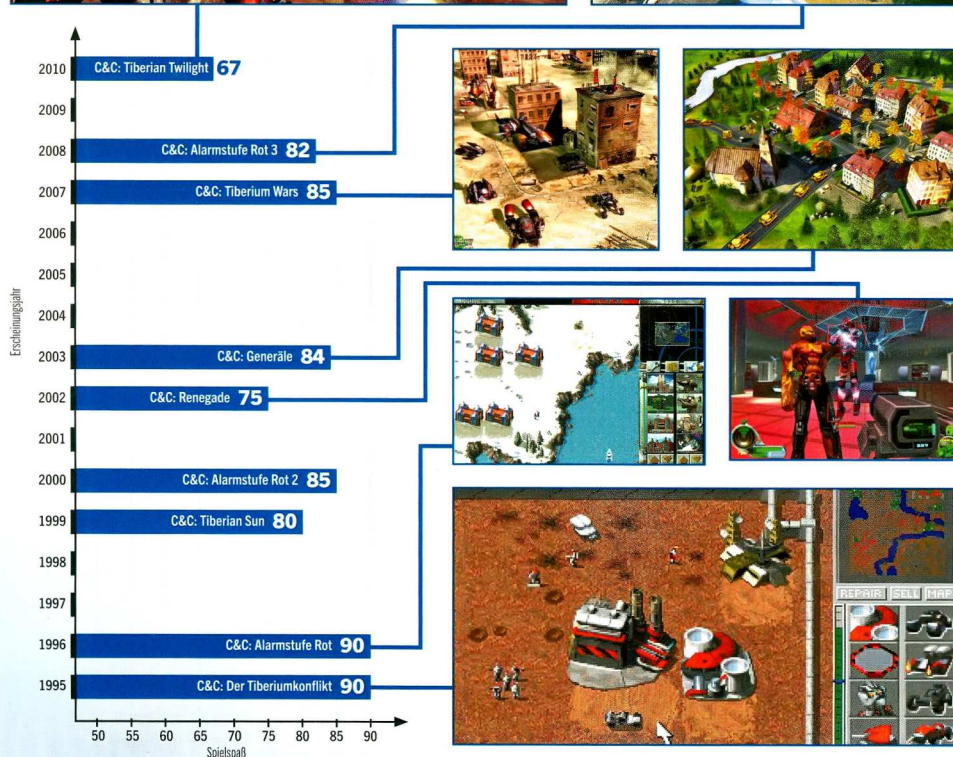 2010 C&C: Tiberian Twilight 67
2009
2008 C&C: Alarmstufe Rot 3 82
2007 C&C: Tiberium Wars 85
2006
2005
2004
2003 C&C: Generäle 84
2002 C&C: Renegade 75
2001
2000 C&C: Alarmstufe Rot 2 85
1999 C&C: Tiberian Sun 80
1998
1997
1996 C&C: Alarmstufe Rot 90
1995 C&C: Der Tiberiumkonflikt 90
Erscheinungsjahr
50 55 60 65 70 75 80 85 90
Spielspaß
REPAIR SELL MAP